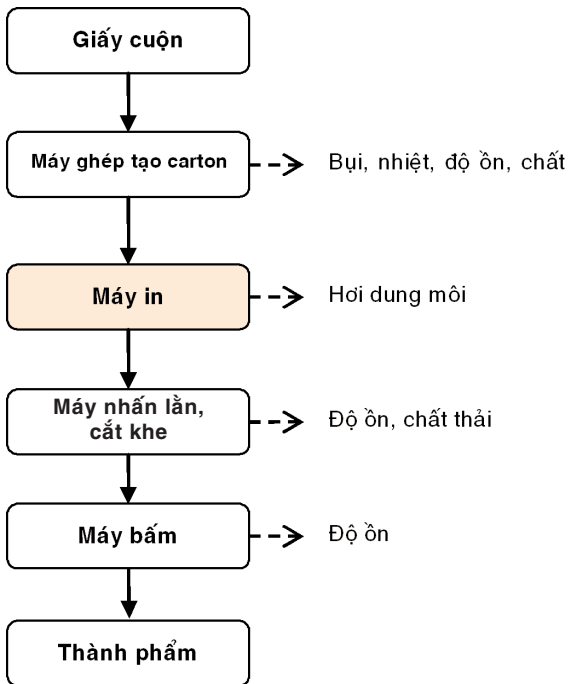 Giấy cuộn
Máy ghép tạo carton
Bụi, nhiệt, độ ồn, chất
Máy in
Hơi dung môi
Máy nhấn lằn,
cắt khe
Độ ồn, chất thải
Máy bấm
Độ ồn
Thành phẩm